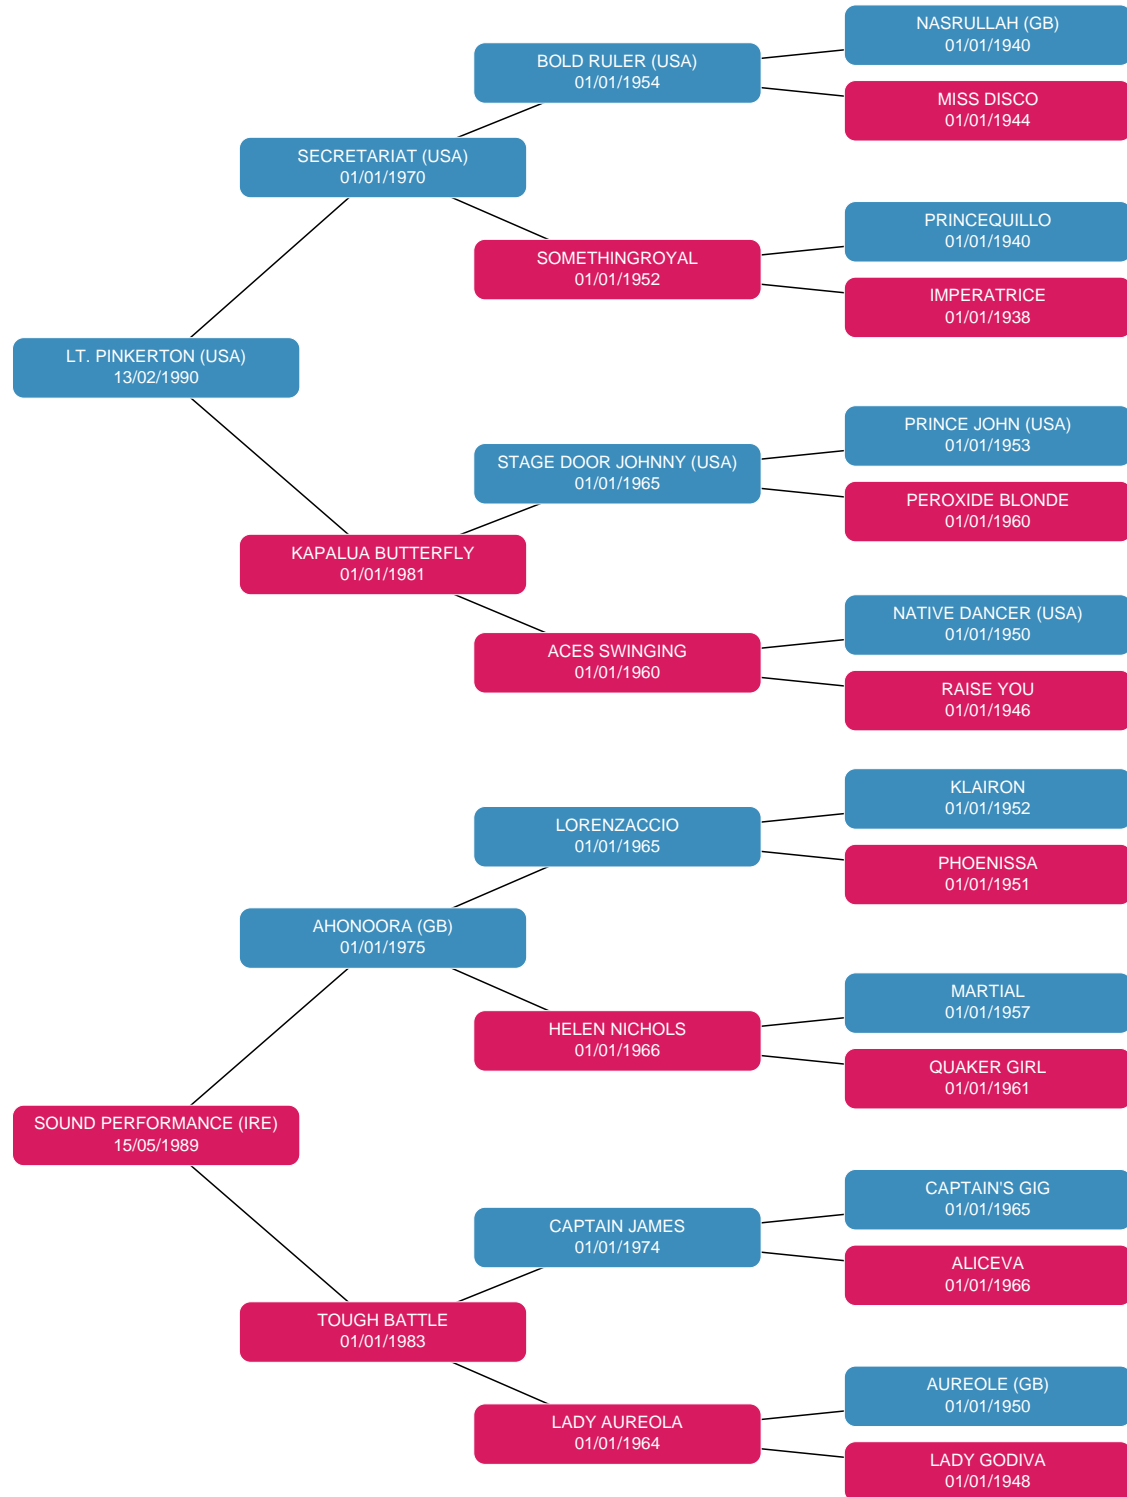 NASRULLAH (GB)
01/01/1940
BOLD RULER (USA)
01/01/1954
MISS DISCO
01/01/1944
SECRETARIAT (USA)
01/01/1970
PRINCEQUILLO
01/01/1940
SOMETHINGROYAL
01/01/1952
IMPERATRICE
01/01/1938
LT. PINKERTON (USA)
13/02/1990
PRINCE JOHN (USA)
01/01/1953
STAGE DOOR JOHNNY (USA)
01/01/1965
PEROXIDE BLONDE
01/01/1960
KAPALUA BUTTERFLY
01/01/1981
NATIVE DANCER (USA)
01/01/1950
ACES SWINGING
01/01/1960
RAISE YOU
01/01/1946
KLAIRON
01/01/1952
LORENZACCIO
01/01/1965
PHOENISSA
01/01/1951
AHONOORA (GB)
01/01/1975
MARTIAL
01/01/1957
HELEN NICHOLS
01/01/1966
QUAKER GIRL
01/01/1961
SOUND PERFORMANCE (IRE)
15/05/1989
CAPTAIN'S GIG
01/01/1965
CAPTAIN JAMES
01/01/1974
ALICEVA
01/01/1966
TOUGH BATTLE
01/01/1983
AUREOLE (GB)
01/01/1950
LADY AUREOLA
01/01/1964
LADY GODIVA
01/01/1948